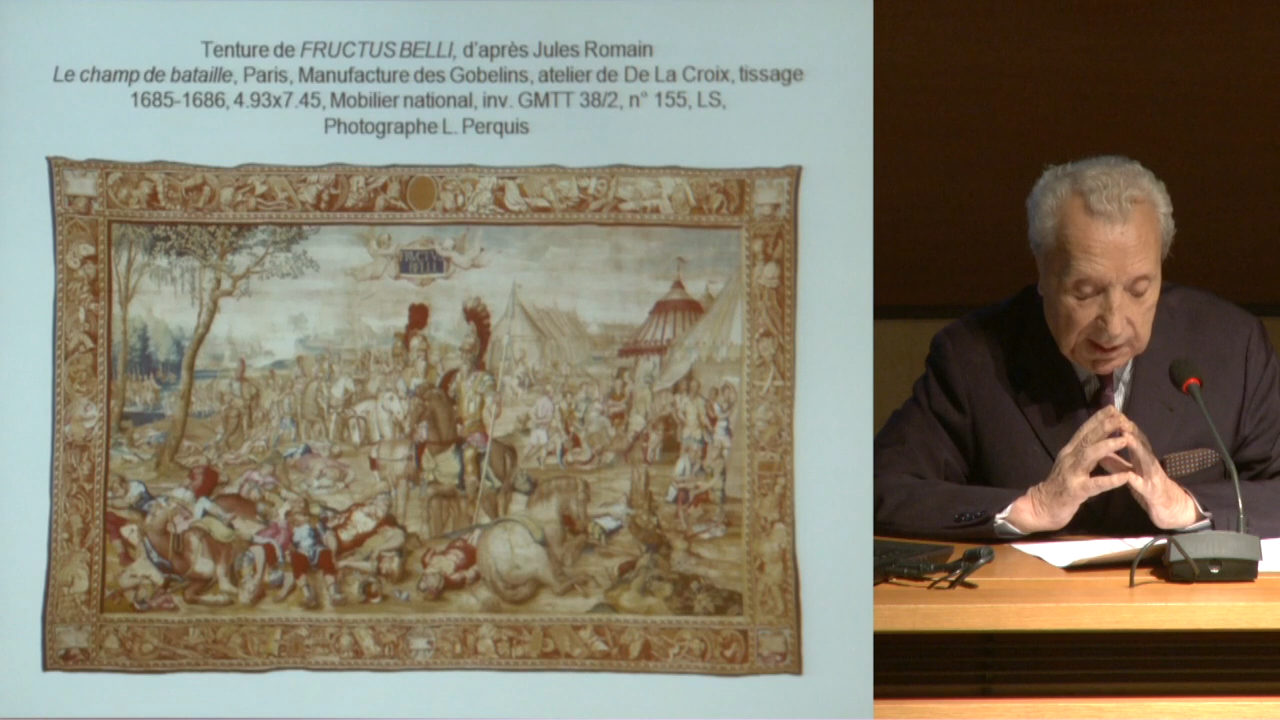 Tenture de FRUCTUS BELLI, d'après Jules Romain
Le champ de bataille, Paris, Manufacture des Gobelins, atelier de De La Croix, tissage
1685-1686, 4.93x7.45, Mobilier national, inv. GMTT 38/2, n° 155, LS,
Photographe L. Perquis
BELLI